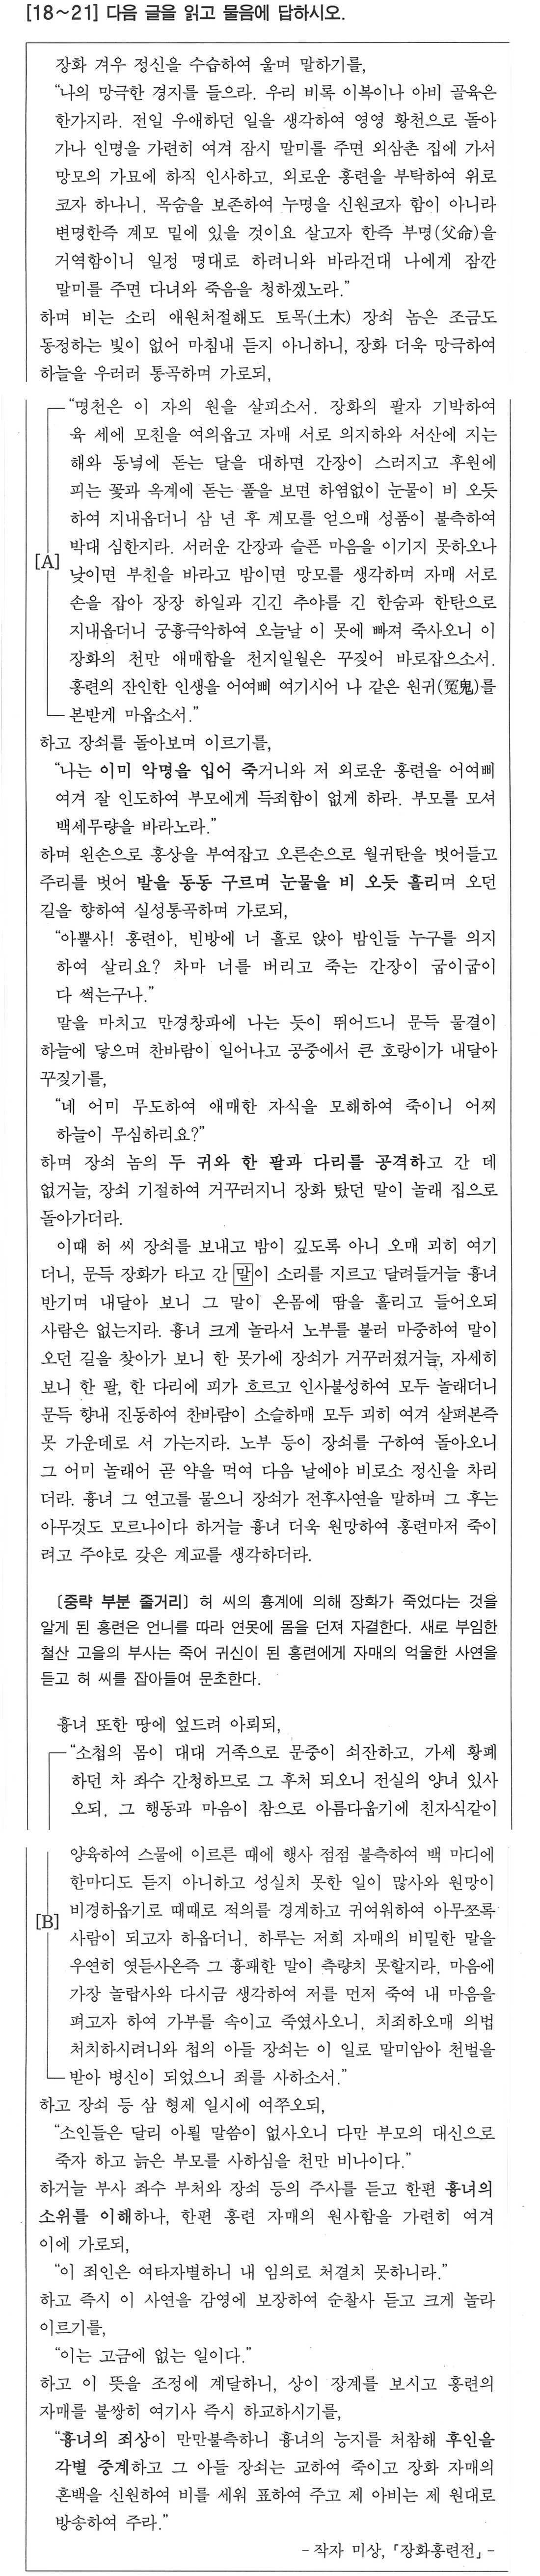 [18~21] 다음 글을 읽고 물음에 답하시오.
장화 겨우 정신을 수습하여 울며 말하기를,
“나의 망극한 경지를 들으라. 우리 비록 이복이나 아비 골육은
한가지라. 전일 우애하던 일을 생각하여 영영 황천으로 돌아
가나 인명을 가련히 여겨 잠시 말미를 주면 외삼촌 집에 가서
망모의 가묘에 하직 인사하고, 외로운 홍련을 부탁하여 위로
코자 하나니, 목숨을 보존하여 누명을 신원코자 함이 아니라
변명한즉 계모 밑에 있을 것이요 살고자 한즉 부명(父命)을
거역함이니 일정 명대로 하려니와 바라건대 나에게 잠깐
말미를 주면 다녀와 죽음을 청하겠노라.”
하며 비는 소리 애원처절해도 토목(土木) 장쇠 놈은 조금도
동정하는 빛이 없어 마침내 듣지 아니하니, 장화 더욱 망극하여
하늘을 우러러 통곡하며 가로되,
“명천은 이 자의 원을 살피소서. 장화의 팔자 기박하여
육 세에 모친을 여의옵고 자매 서로 의지하와 서산에 지는
해와 동녘에 돋는 달을 대하면 간장이 스러지고 후원에
피는 꽃과 옥계에 돋는 풀을 보면 하염없이 눈물이 비 오듯
하여 지내옵더니 삼 년 후 계모를 얻으매 성품이 불측하여
박대 심한지라. 서러운 간장과 슬픈 마음을 이기지 못하오나
[A]
낮이면 부친을 바라고 밤이면 망모를 생각하며 자매 서로
손을 잡아 장장 하일과 긴긴 추야를 긴 한숨과 한탄으로
지내옵더니 궁흉극악하여 오늘날 이 못에 빠져 죽사오니 이
장화의 천만 애매함을 천지일월은 꾸짖어 바로잡으소서.
홍련의 잔인한 인생을 어여삐 여기시어 나 같은 원귀(冤鬼)를
본받게 마옵소서.”
하고 장쇠를 돌아보며 이르기를,
“나는 이미 악명을 입어 죽거니와 저 외로운 홍련을 어여삐
여겨 잘 인도하여 부모에게 득죄함이 없게 하라. 부모를 모셔
백세무량을 바라노라.”
하며 왼손으로 홍상을 부여잡고 오른손으로 월귀탄을 벗어들고
주리를 벗어 발을 동동 구르며 눈물을 비 오듯 흘리며 오던
길을 향하여 실성통곡하며 가로되,
“아뿔사! 홍련아, 빈방에 너 홀로 앉아 밤인들 누구를 의지
하여 살리요? 차마 너를 버리고 죽는 간장이 굽이굽이
다 썩는구나.”
말을 마치고 만경창파에 나는 듯이 뛰어드니 문득 물결이
하늘에 닿으며 찬바람이 일어나고 공중에서 큰 호랑이가 내달아
꾸짖기를,
“네 어미 무도하여 애매한 자식을 모해하여 죽이니 어찌
하늘이 무심하리요?”
하며 장쇠 놈의 두 귀와 한 팔과 다리를 공격하고 간 데
없거늘, 장쇠 기절하여 거꾸러지니 장화 탔던 말이 놀래 집으로
돌아가더라.
이때 허 씨 장쇠를 보내고 밤이 깊도록 아니 오매 괴히 여기
더니, 문득 장화가 타고 간 말이 소리를 지르고 달려들거늘 흉녀
반기며 내달아 보니 그 말이 온몸에 땀을 흘리고 들어오되
사람은 없는지라. 흉녀 크게 놀라서 노부를 불러 마중하여 말이
오던 길을 찾아가 보니 한 못가에 장쇠가 거꾸러졌거늘, 자세히
보니 한 팔, 한 다리에 피가 흐르고 인사불성하여 모두 놀래더니
문득 향내 진동하여 찬바람이 소슬하매 모두 괴히 여겨 살펴본즉
못 가운데로 서 가는지라. 노부 등이 장쇠를 구하여 돌아오니
그 어미 놀래어 곧 약을 먹여 다음 날에야 비로소 정신을 차리
더라. 흉녀 그 연고를 물으니 장쇠가 전후사연을 말하며 그 후는
아무것도 모르나이다 하거늘 흉녀 더욱 원망하여 홍련마저 죽이
려고 주야로 갖은 계교를 생각하더라.
〔중략 부분 줄거리〕 허 씨의 흉계에 의해 장화가 죽었다는 것을
알게 된 홍련은 언니를 따라 연못에 몸을 던져 자결한다. 새로 부임한
철산 고을의 부사는 죽어 귀신이 된 홍련에게 자매의 억울한 사연을
듣고 허 씨를 잡아들여 문초한다.
흉녀 또한 땅에 엎드려 아뢰되,
“소첩의 몸이 대대 거족으로 문중이 쇠잔하고, 가세 황폐
하던 차 좌수 간청하므로 그 후처 되오니 전실의 양녀 있사
오되, 그 행동과 마음이 참으로 아름다웁기에 친자식같이
양육하여 스물에 이르른 때에 행사 점점 불측하여 백 마디에
한마디도 듣지 아니하고 성실치 못한 일이 많사와 원망이
[B]
비경하옵기로 때때로 적의를 경계하고 귀여워하여 아무쪼록
사람이 되고자 하옵더니, 하루는 저희 자매의 비밀한 말을
우연히 엿듣사온즉 그 흉패한 말이 측량치 못할지라, 마음에
가장 놀랍사와 다시금 생각하여 저를 먼저 죽여 내 마음을
펴고자 하여 가부를 속이고 죽였사오니, 치죄하오매 의법
처치하시려니와 첩의 아들 장쇠는 이 일로 말미암아 천벌을
받아 병신이 되었으니 죄를 사하소서.”
하고 장쇠 등 삼 형제 일시에 여쭈오되,
“소인들은 달리 아뢸 말씀이 없사오니 다만 부모의 대신으로
죽자 하고 늙은 부모를 사하심을 천만 비나이다.”
하거늘 부사 좌수 부처와 장쇠 등의 주사를 듣고 한편 흉녀의
소위를 이해하나, 한편 홍련 자매의 원사함을 가련히 여겨
이에 가로되,
“이 죄인은 여타자별하니 내 임의로 처결치 못하니라.”
하고 즉시 이 사연을 감영에 보장하여 순찰사 듣고 크게 놀라
이르기를,
“이는 고금에 없는 일이다.”
하고 이 뜻을 조정에 계달하니, 상이 장계를 보시고 홍련의
자매를 불쌍히 여기사 즉시 하교하시기를,
“흉녀의 죄상이 만만불측하니 흉녀의 능지를 처참해 후인을
각별 중계하고 그 아들 장쇠는 교하여 죽이고 장화 자매의
혼백을 신원하여 비를 세워 표하여 주고 제 아비는 제 원대로
방송하여 주라.”
- 작자 미상, 「장화홍련전」 -